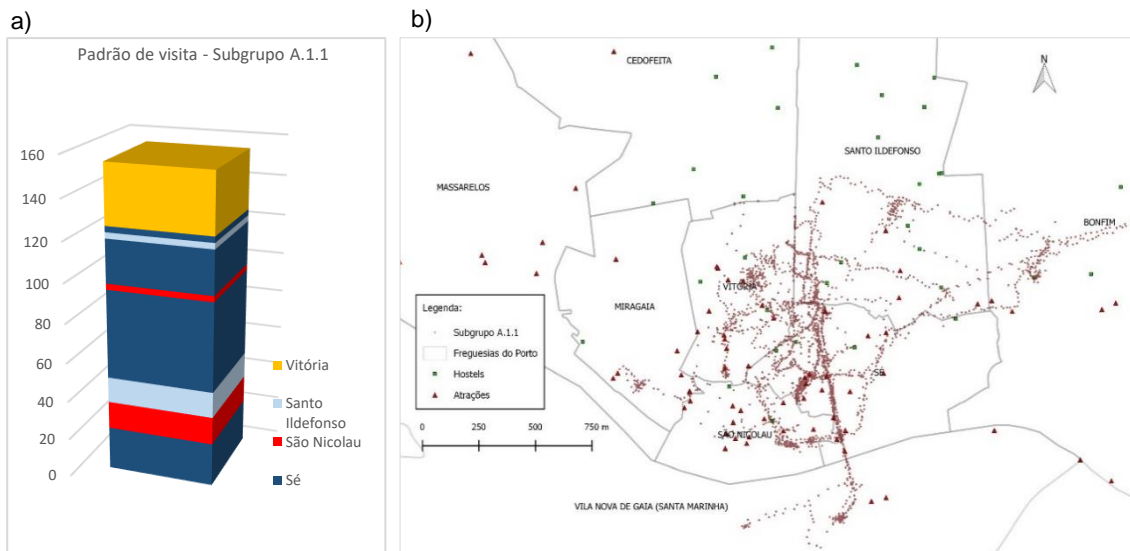 a)
Padrão de visita - Subgrupo A.1.1
160
140
120
100
80
60
40
20
0
Vitória
Santo
Ildefonso
São Nicolau
Sé
b)
CEDOFEITA
N
SANTO ILDEFONSO
MASSARELOS
BONFIM
VITÓRIA
MIRAGAIA
Legenda:
Subgrupo A.1.1
Freguesias do Porto
Hostels
Atrações
SÉ
0 250 500 750 m
SÃO NICOLAU
VILA NOVA DE GAIA (SANTA MARINHA)